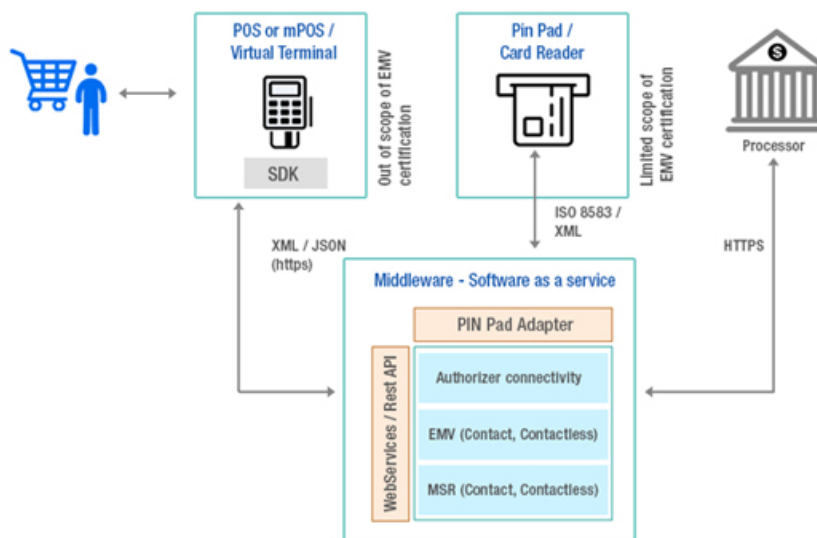 POS or mPOS /
Virtual Terminal
SDK
Out of scope of EMV
certification
Pin Pad /
Card Reader
Limited scope of
EMV certification
$
Processor
XML / JSON
(https)
ISO 8583 /
XML
HTTPS
Middleware - Software as a service
PIN Pad Adapter
WebServices / Rest API
Authorizer connectivity
EMV (Contact, Contactless)
MSR (Contact, Contactless)